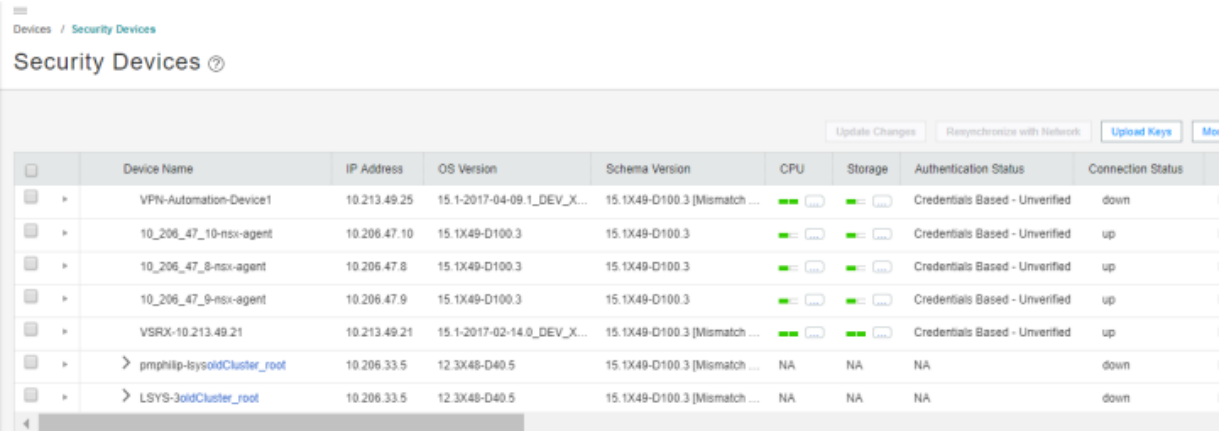 Devices / Security Devices
Security Devices ?
Update Changes Resynchronize with Network Upload Keys
Device Name IP Address OS Version Schema Version CPU Storage Authentication Status Connection Status
VPN-Automation-Device1 10.213.49.25 15.1-2017-04-09.1_DEV_X... 15.1X49-D100.3 [Mismatch ... ... ... Credentials Based - Unverified down
10_206_47_10-nsx-agent 10.206.47.10 15.1X49-D100.3 15.1X49-D100.3 ... ... Credentials Based - Unverified up
10_206_47_8-nsx-agent 10.206.47.8 15.1X49-D100.3 15.1X49-D100.3 ... ... Credentials Based - Unverified up
10_206_47_9-nsx-agent 10.206.47.9 15.1X49-D100.3 15.1X49-D100.3 ... ... Credentials Based - Unverified up
VSRX-10.213.49.21 10.213.49.21 15.1-2017-02-14.0_DEV_X... 15.1X49-D100.3 [Mismatch ... ... ... Credentials Based - Unverified up
pmphilip-lsysoldCluster_root 10.206.33.5 12.3X48-D40.5 15.1X49-D100.3 [Mismatch ... NA NA NA down
LSYS-3oldCluster_root 10.206.33.5 12.3X48-D40.5 15.1X49-D100.3 [Mismatch ... NA NA NA down